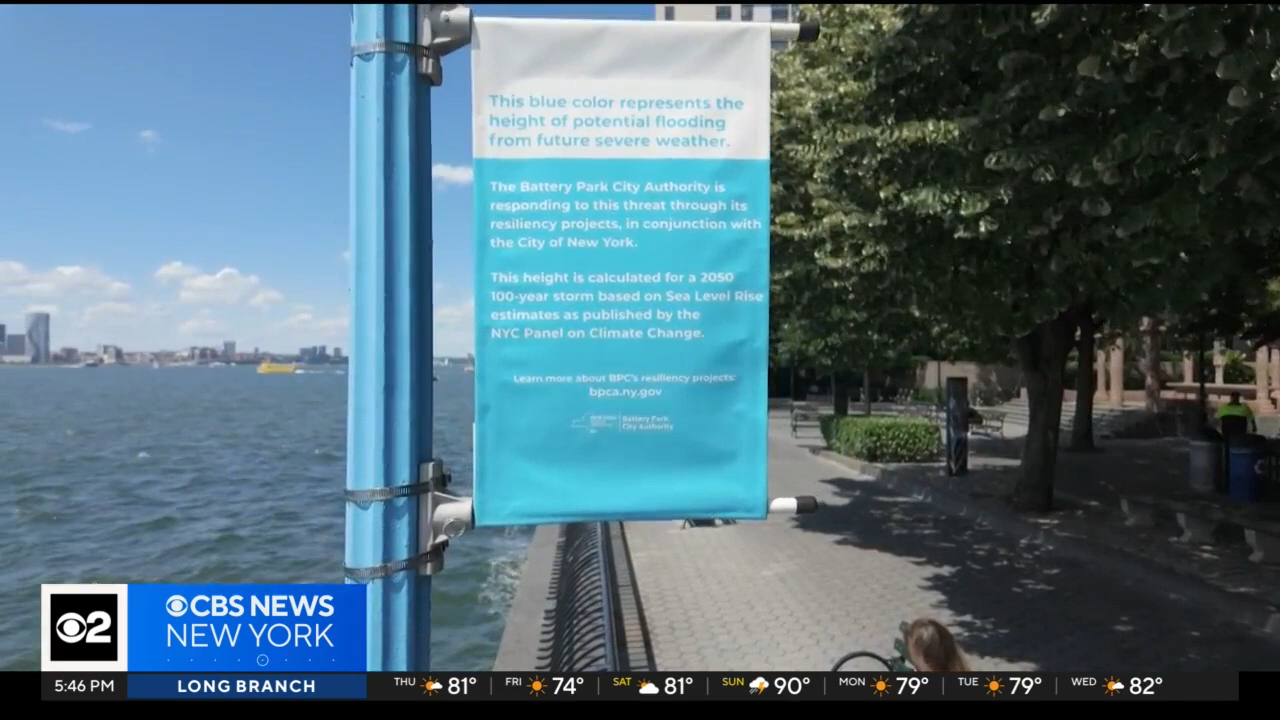 This blue color represents the
height of potential flooding
from future severe weather.
The Battery Park City Authority is
responding to this threat through its
resiliency projects, in conjunction with
the City of New York.
This height is calculated for a 2050
100-year storm based on Sea Level Rise
estimates as published by the
NYC Panel on Climate Change.
Learn more about BPC's resiliency projects:
bpca.ny.gov
Battery Park
City Authority
2
CBS NEWS
NEW YORK
5:46 PM
LONG BRANCH
THU 81° FRI 74° SAT 81° SUN 90° MON 79° TUE 79° WED 82°